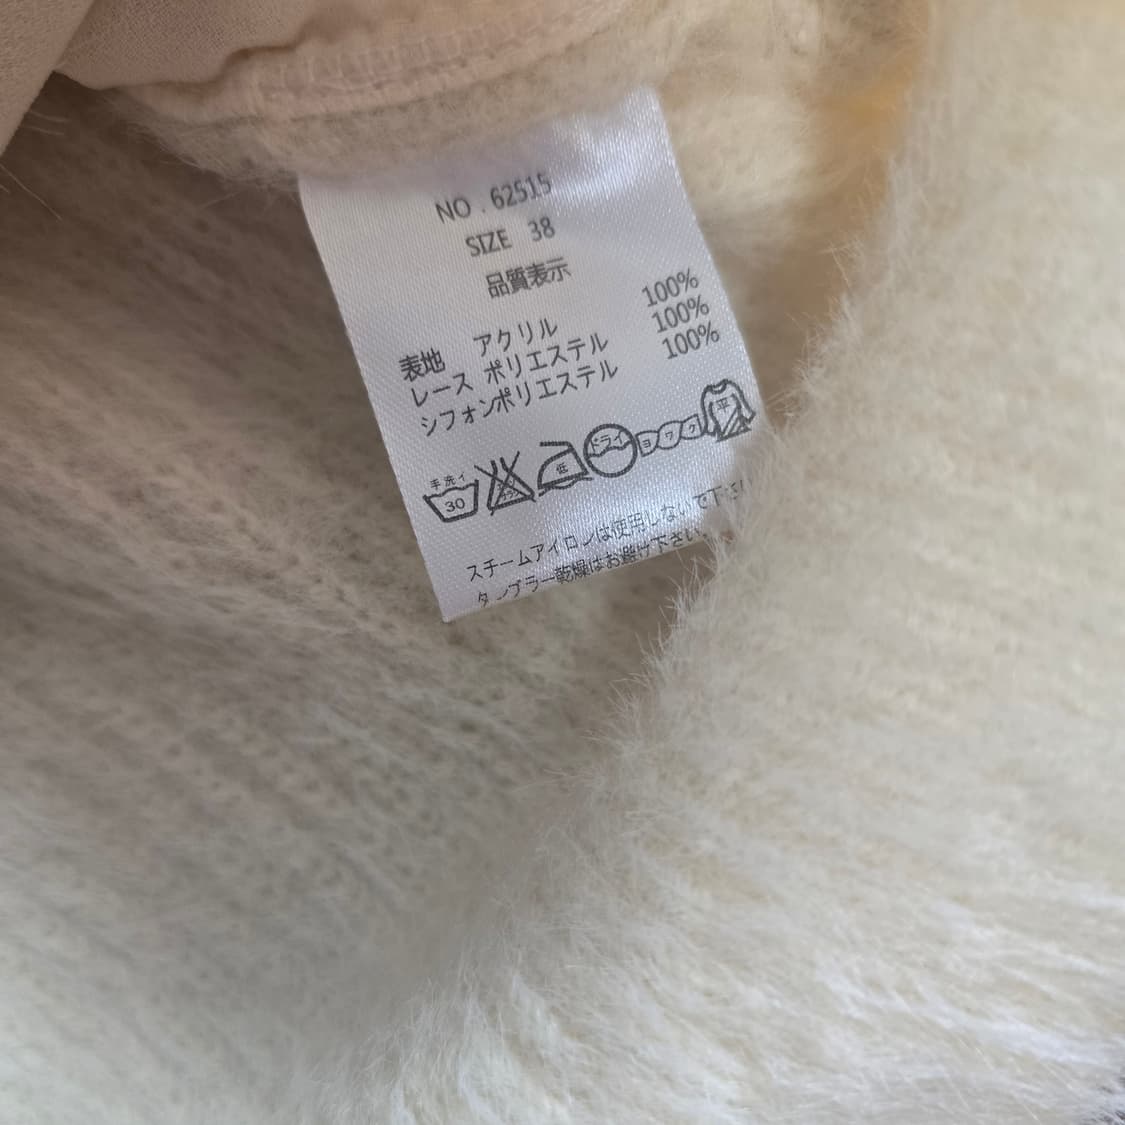 NO . 62515
SIZE 38
品質表示
表地 アクリル 100%
レース ポリエステル 100%
シフォンポリエステル 100%
手洗イ 30 低 ドライ ヨワク 平
スチームアイロンは使用しないで下さい
タンブラー乾燥はお避け下さい。